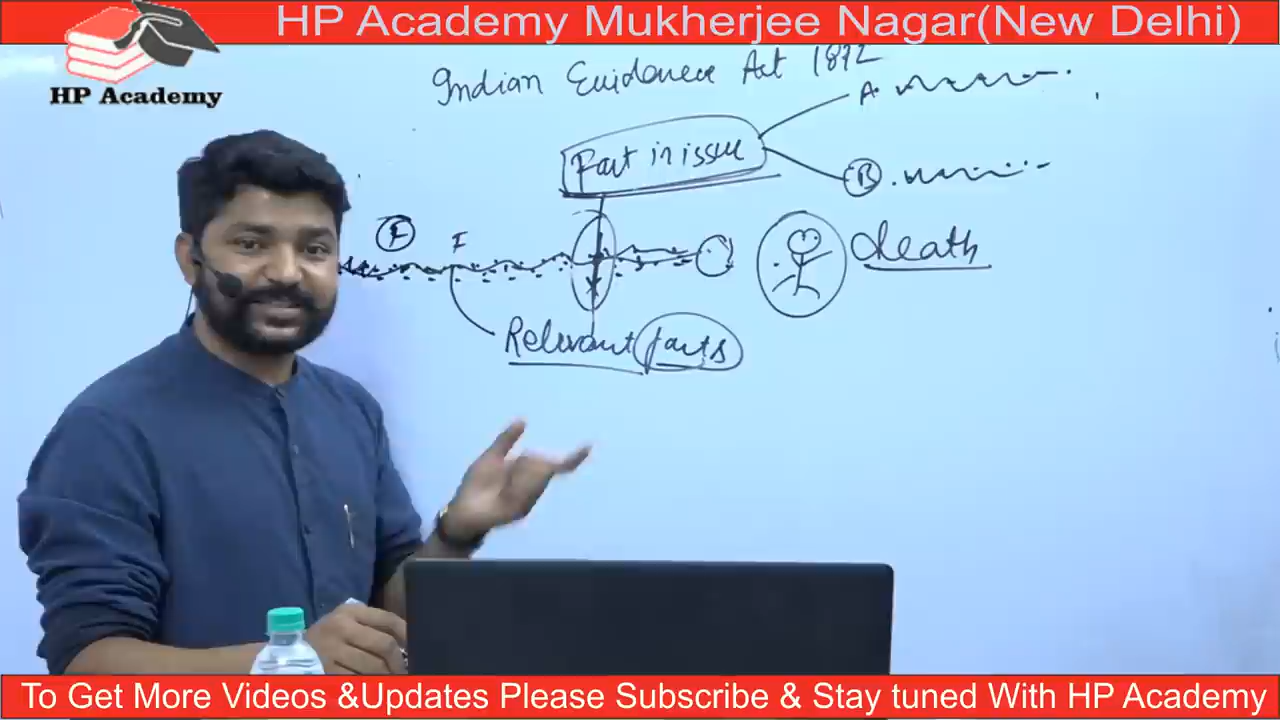 HP Academy Mukherjee Nagar(New Delhi)
HP Academy
Indian Evidence Act 1872
A.
Fact in issue
B.
F
F
death
Relevant facts
To Get More Videos &Updates Please Subscribe & Stay tuned With HP Academy